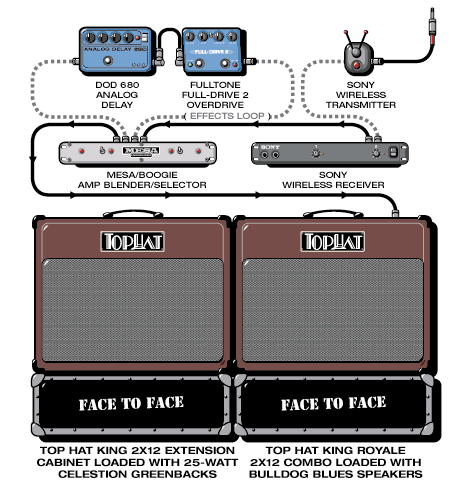 ANALOG DELAY 680
FULL-DRIVE 2
DOD 680
ANALOG
DELAY
FULLTONE
FULL-DRIVE 2
OVERDRIVE
SONY
WIRELESS
TRANSMITTER
( EFFECTS LOOP )
MESA
SONY
MESA/BOOGIE
AMP BLENDER/SELECTOR
SONY
WIRELESS RECEIVER
TOPHAT
TOPHAT
FACE TO FACE
FACE TO FACE
TOP HAT KING 2X12 EXTENSION
CABINET LOADED WITH 25-WATT
CELESTION GREENBACKS
TOP HAT KING ROYALE
2X12 COMBO LOADED WITH
BULLDOG BLUES SPEAKERS